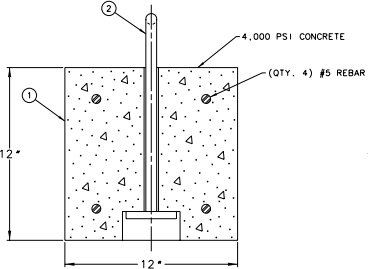 2
4,000 PSI CONCRETE
(QTY. 4) #5 REBAR
1
12"
12"